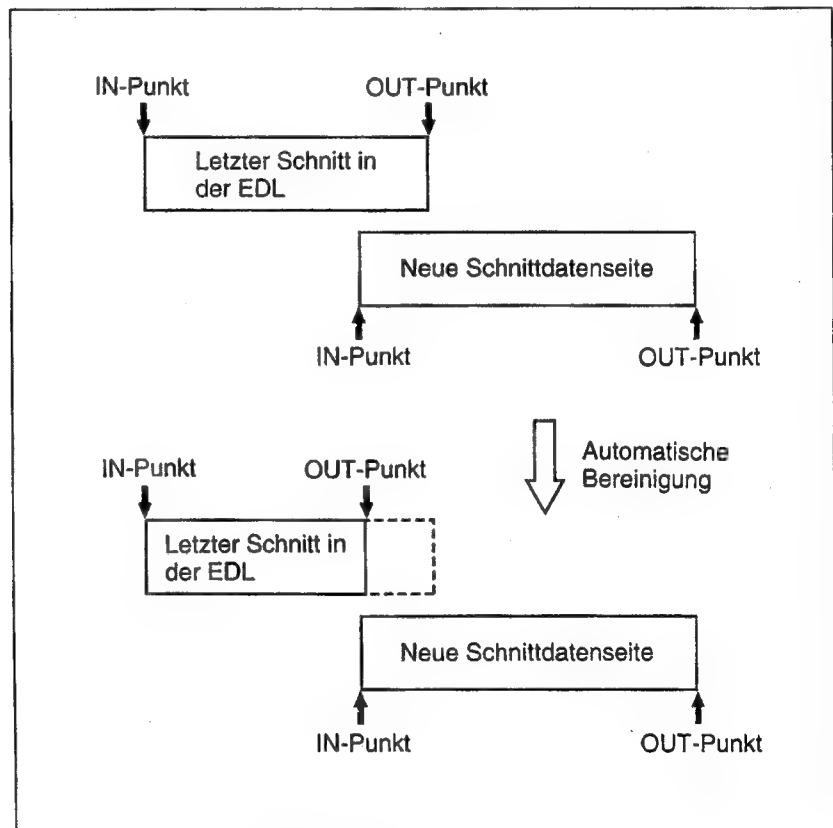 IN-Punkt OUT-Punkt
Letzter Schnitt in
der EDL
Neue Schnittdatenseite
IN-Punkt OUT-Punkt
Automatische
Bereinigung
IN-Punkt OUT-Punkt
Letzter Schnitt in
der EDL
Neue Schnittdatenseite
IN-Punkt OUT-Punkt